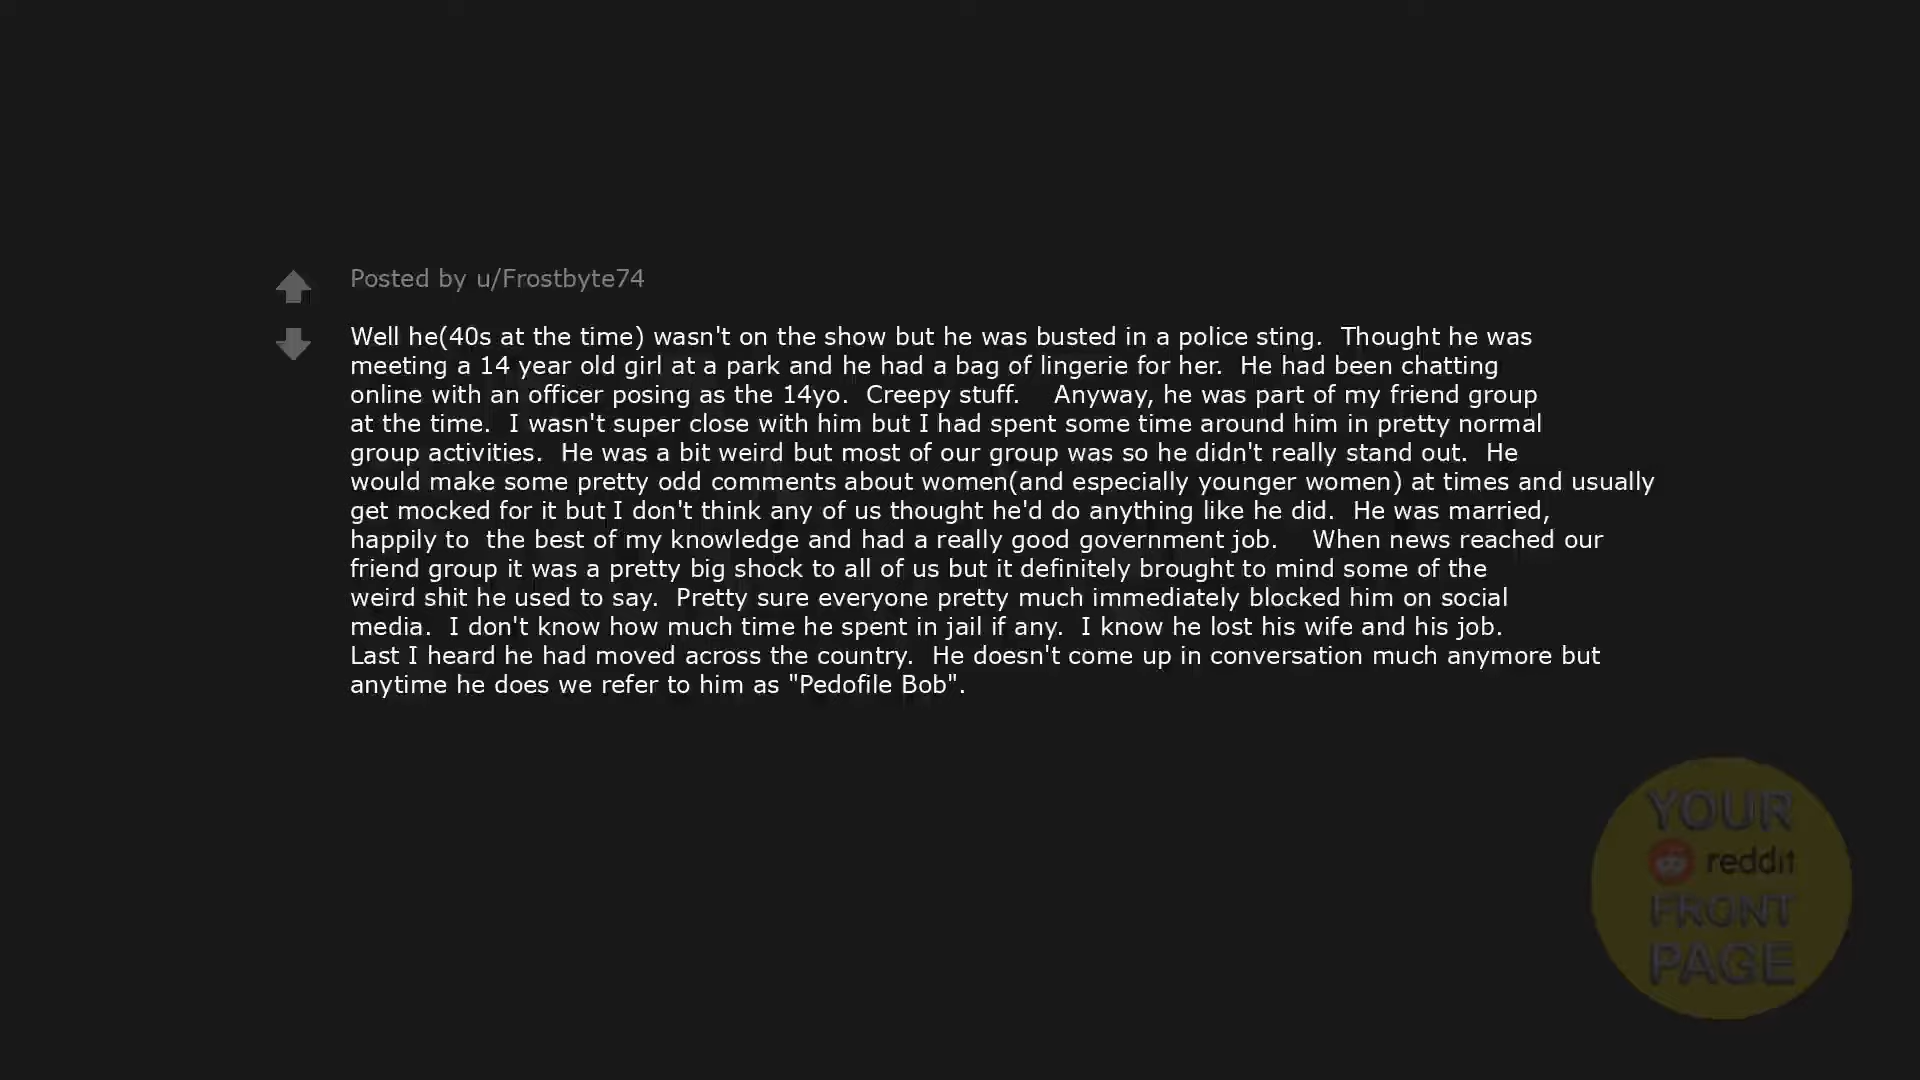 Posted by u/Frostbyte74
Well he(40s at the time) wasn't on the show but he was busted in a police sting.  Thought he was
meeting a 14 year old girl at a park and he had a bag of lingerie for her.  He had been chatting
online with an officer posing as the 14yo.  Creepy stuff.    Anyway, he was part of my friend group
at the time.  I wasn't super close with him but I had spent some time around him in pretty normal
group activities.  He was a bit weird but most of our group was so he didn't really stand out.  He
would make some pretty odd comments about women(and especially younger women) at times and usually
get mocked for it but I don't think any of us thought he'd do anything like he did.  He was married,
happily to  the best of my knowledge and had a really good government job.    When news reached our
friend group it was a pretty big shock to all of us but it definitely brought to mind some of the
weird shit he used to say.  Pretty sure everyone pretty much immediately blocked him on social
media.  I don't know how much time he spent in jail if any.  I know he lost his wife and his job.
Last I heard he had moved across the country.  He doesn't come up in conversation much anymore but
anytime he does we refer to him as "Pedofile Bob".
YOUR
reddit
FRONT
PAGE